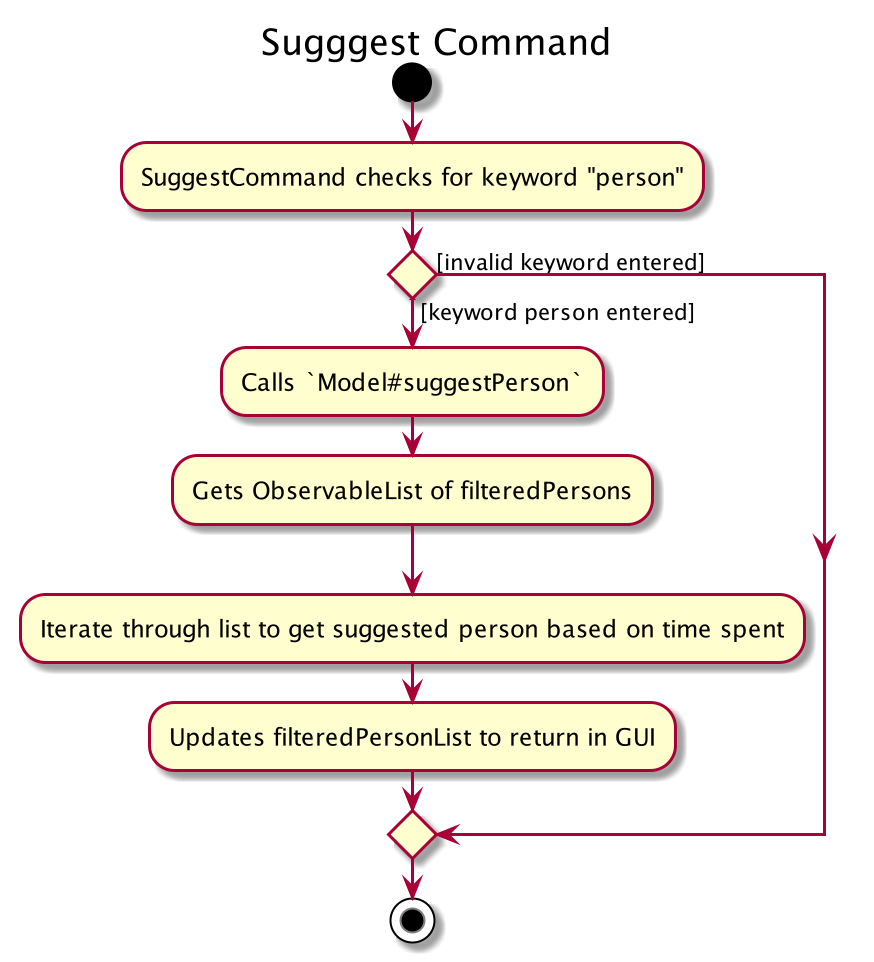 Sugggest Command
SuggestCommand checks for keyword "person"
[invalid keyword entered]
[keyword person entered]
Calls `Model#suggestPerson`
Gets ObservableList of filteredPersons
Iterate through list to get suggested person based on time spent
Updates filteredPersonList to return in GUI